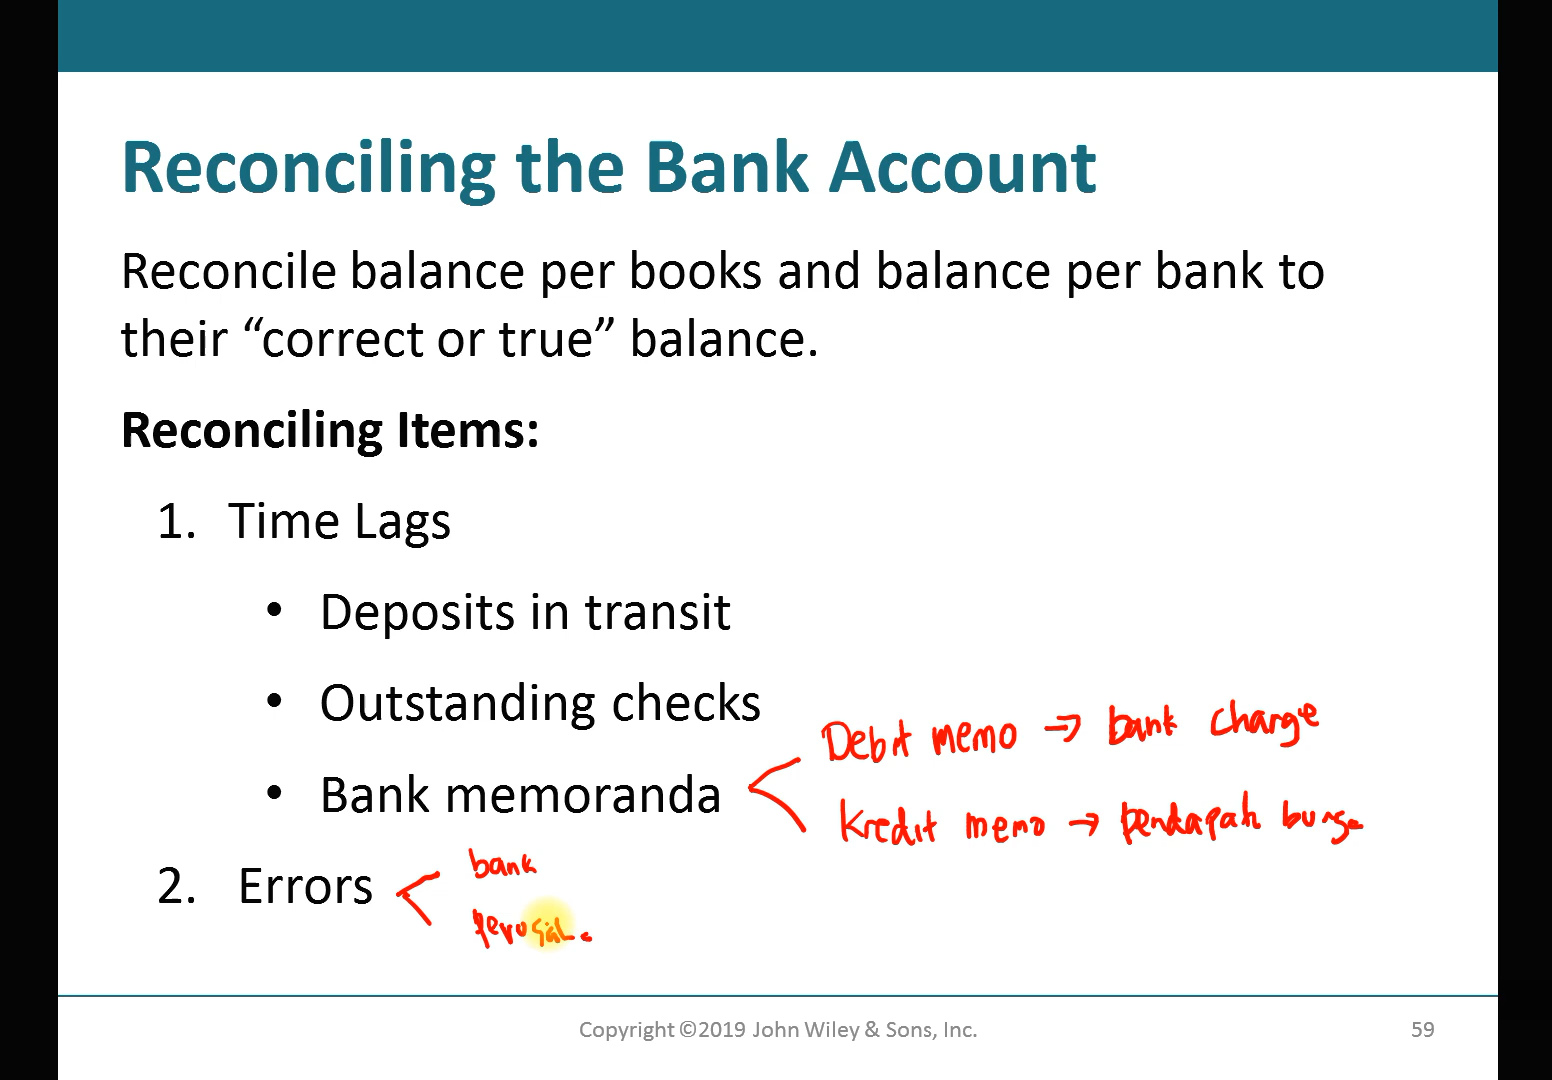 Reconciling the Bank Account
Reconcile balance per books and balance per bank to
their “correct or true” balance.
Reconciling Items:
1. Time Lags
• Deposits in transit
• Outstanding checks
Debit memo → bank charge
• Bank memoranda
Kredit memo → pendapat bunga
bank
2. Errors
Copyright ©2019 John Wiley & Sons, Inc.
59